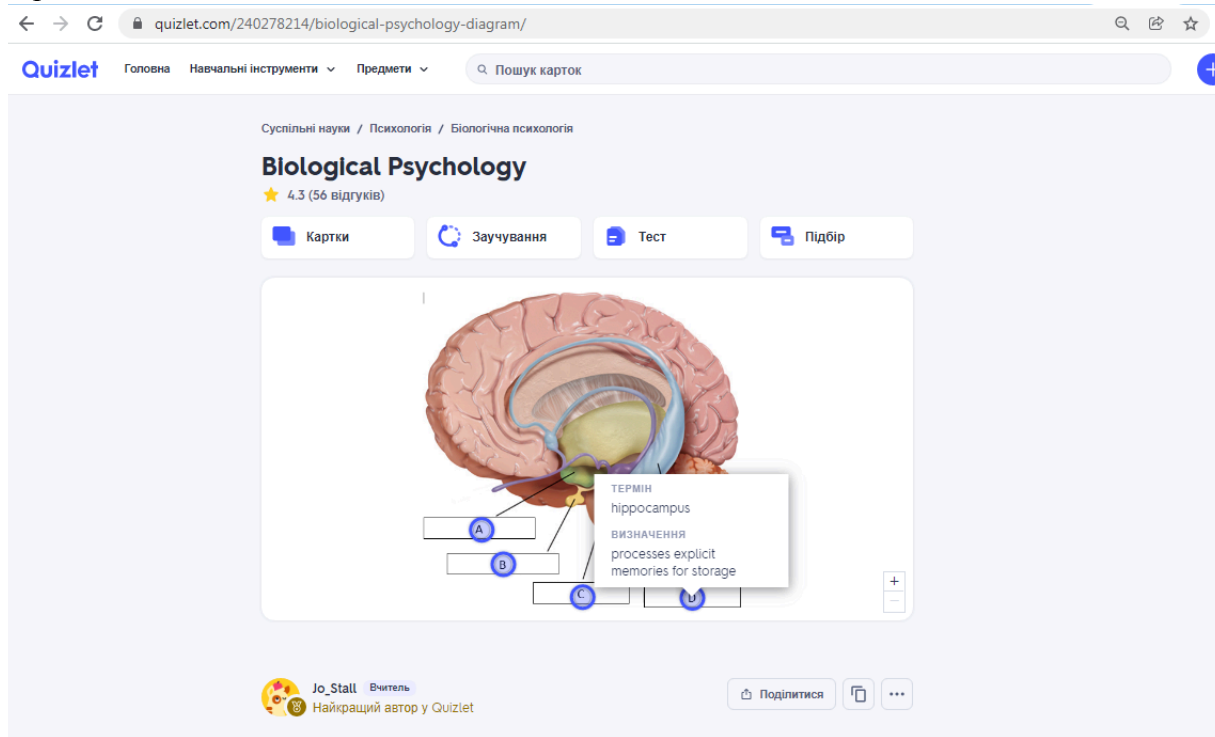 quizlet.com/240278214/biological-psychology-diagram/
Quizlet Головна Навчальні інструменти Предмети Пошук карток
Суспільні науки / Психологія / Біологічна психологія
Biological Psychology
4.3 (56 відгуків)
Картки Заучування Тест Підбір
ТЕРМІН
hippocampus
ВИЗНАЧЕННЯ
processes explicit
memories for storage
A
B
C
D
+
−
Jo_Stall Вчитель
Найкращий автор у Quizlet
Поділитися